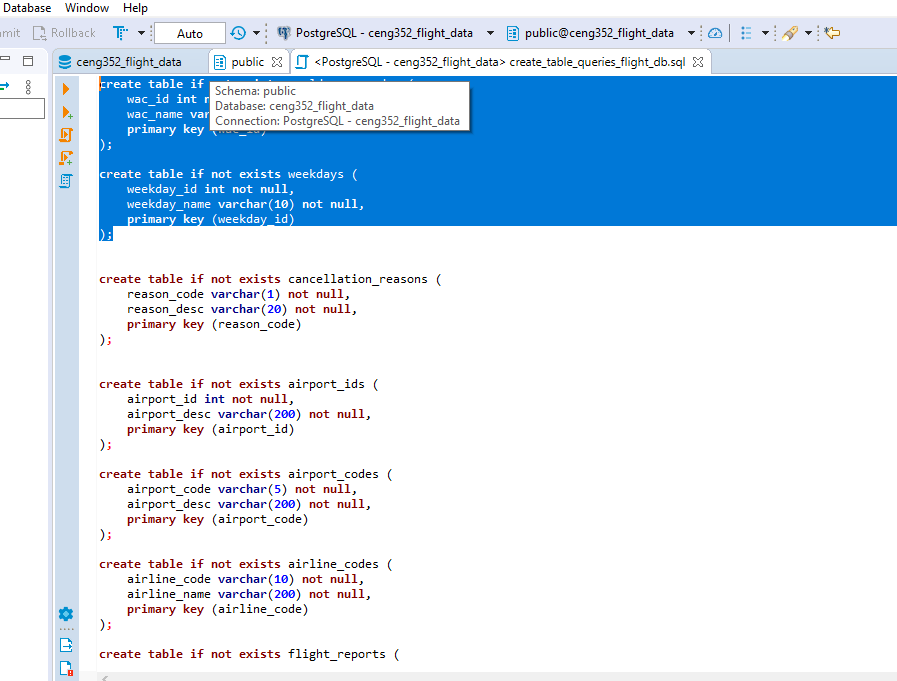 Database Window Help
mit Rollback Auto PostgreSQL - ceng352_flight_data public@ceng352_flight_data
ceng352_flight_data public <PostgreSQL - ceng352_flight_data> create_table_queries_flight_db.sql
create table if
Schema: public
wac_id int
Database: ceng352_flight_data
wac_name var
Connection: PostgreSQL - ceng352_flight_data
primary key (wac_id)
);
create table if not exists weekdays (
weekday_id int not null,
weekday_name varchar(10) not null,
primary key (weekday_id)
);
create table if not exists cancellation_reasons (
reason_code varchar(1) not null,
reason_desc varchar(20) not null,
primary key (reason_code)
);
create table if not exists airport_ids (
airport_id int not null,
airport_desc varchar(200) not null,
primary key (airport_id)
);
create table if not exists airport_codes (
airport_code varchar(5) not null,
airport_desc varchar(200) not null,
primary key (airport_code)
);
create table if not exists airline_codes (
airline_code varchar(10) not null,
airline_name varchar(200) not null,
primary key (airline_code)
);
create table if not exists flight_reports (